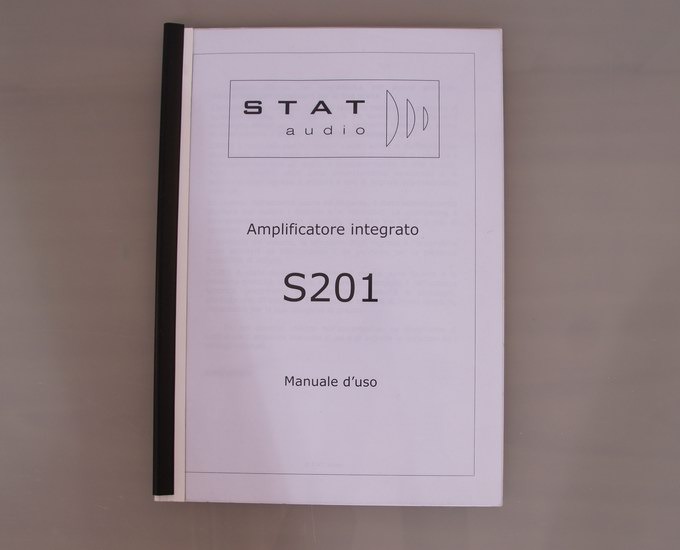 STAT
audio
Amplificatore integrato
S201
Manuale d'uso